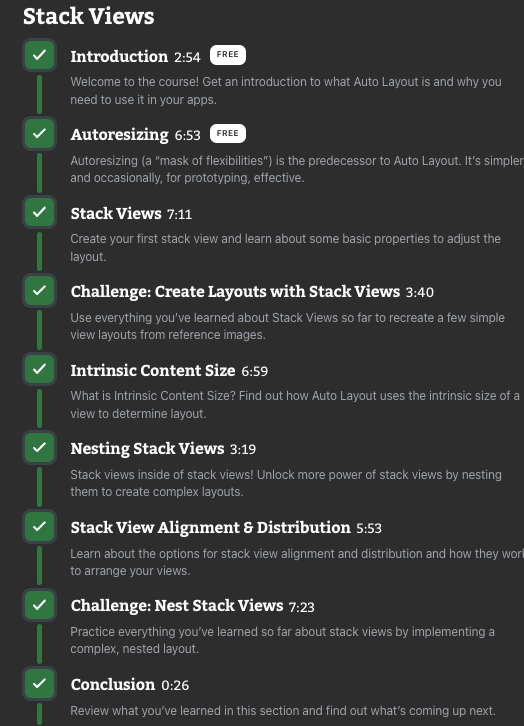 Stack Views
Introduction 2:54 FREE
Welcome to the course! Get an introduction to what Auto Layout is and why you
need to use it in your apps.
Autoresizing 6:53 FREE
Autoresizing (a “mask of flexibilities”) is the predecessor to Auto Layout. It’s simpler
and occasionally, for prototyping, effective.
Stack Views 7:11
Create your first stack view and learn about some basic properties to adjust the
layout.
Challenge: Create Layouts with Stack Views 3:40
Use everything you’ve learned about Stack Views so far to recreate a few simple
view layouts from reference images.
Intrinsic Content Size 6:59
What is Intrinsic Content Size? Find out how Auto Layout uses the intrinsic size of a
view to determine layout.
Nesting Stack Views 3:19
Stack views inside of stack views! Unlock more power of stack views by nesting
them to create complex layouts.
Stack View Alignment & Distribution 5:53
Learn about the options for stack view alignment and distribution and how they work
to arrange your views.
Challenge: Nest Stack Views 7:23
Practice everything you’ve learned so far about stack views by implementing a
complex, nested layout.
Conclusion 0:26
Review what you’ve learned in this section and find out what’s coming up next.